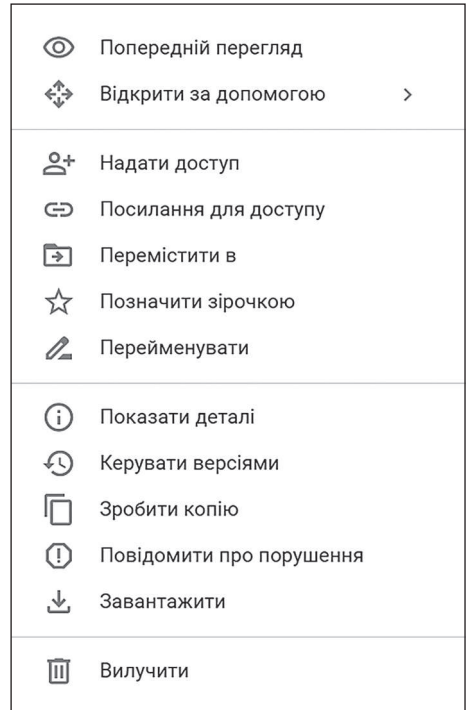 Попередній перегляд
Відкрити за допомогою
Надати доступ
Посилання для доступу
Перемістити в
Позначити зірочкою
Перейменувати
Показати деталі
Керувати версіями
Зробити копію
Повідомити про порушення
Завантажити
Вилучити